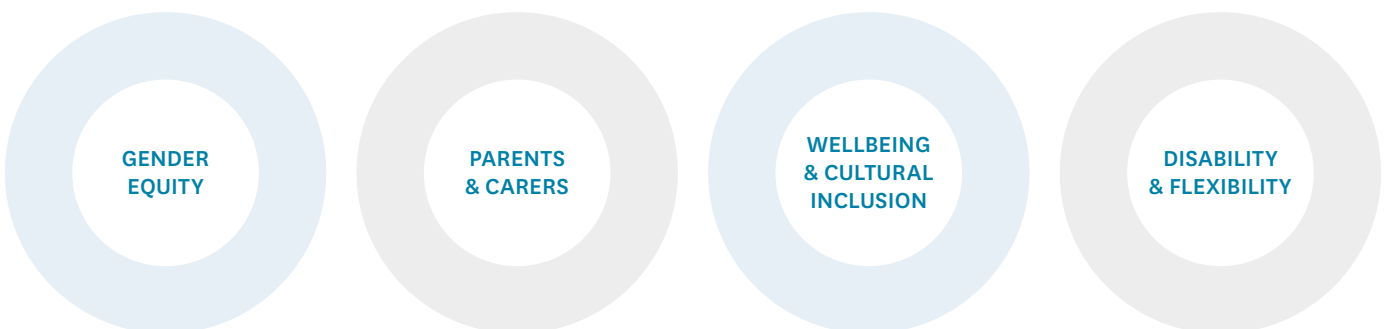 GENDER
EQUITY
PARENTS
& CARERS
WELLBEING
& CULTURAL
INCLUSION
DISABILITY
& FLEXIBILITY